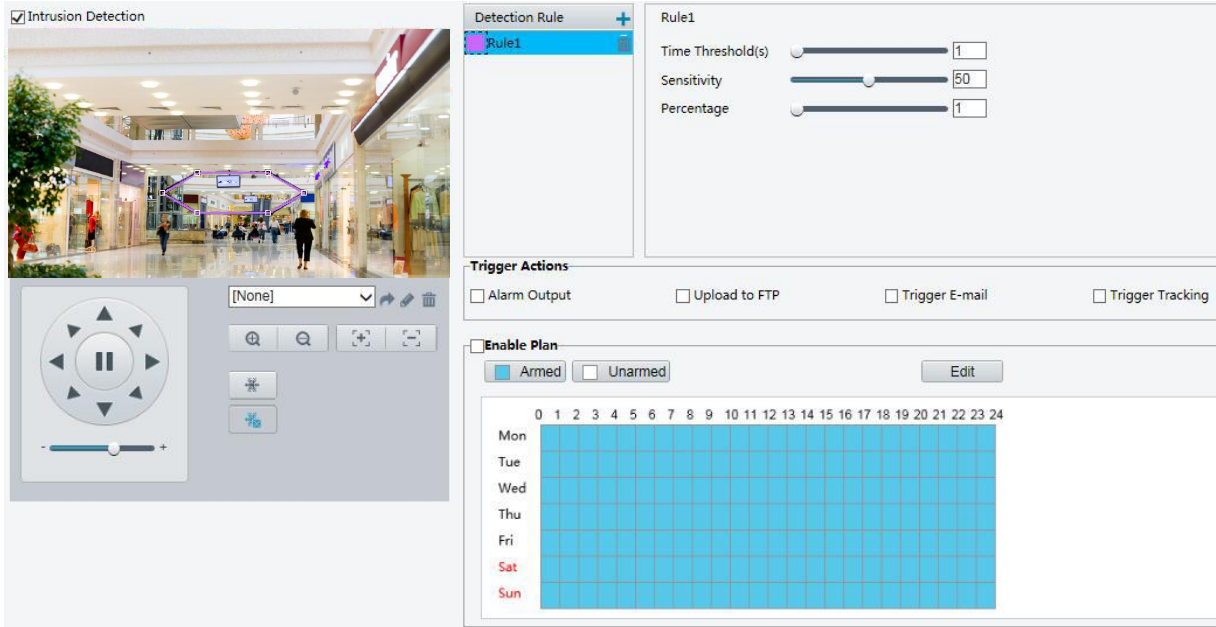 Intrusion Detection
[None]
- +
Detection Rule +
Rule1
Rule1
Time Threshold(s) 1
Sensitivity 50
Percentage 1
Trigger Actions
Alarm Output Upload to FTP Trigger E-mail Trigger Tracking
Enable Plan
Armed Unarmed Edit
0 1 2 3 4 5 6 7 8 9 10 11 12 13 14 15 16 17 18 19 20 21 22 23 24
Mon
Tue
Wed
Thu
Fri
Sat
Sun